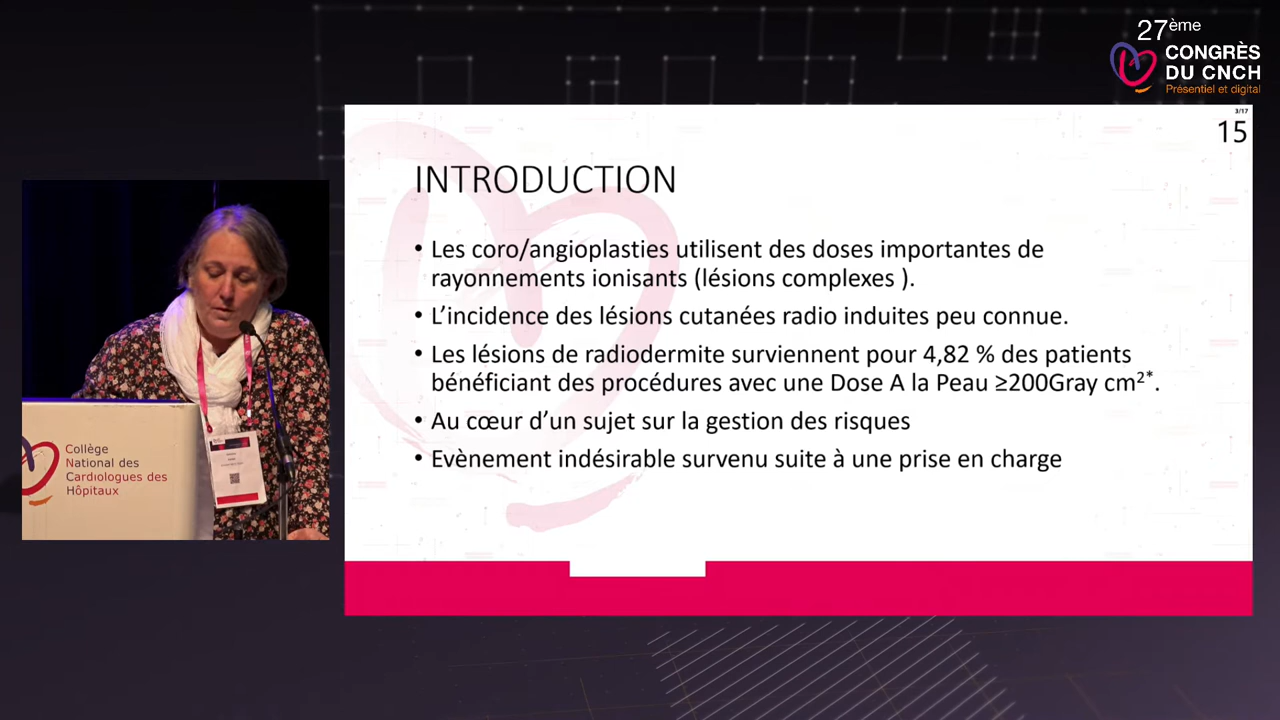 27ème
CONGRÈS
DU CNCH
Présentiel et digital
3/17
15
INTRODUCTION
• Les coro/angioplasties utilisent des doses importantes de
rayonnements ionisants (lésions complexes ).
• L’incidence des lésions cutanées radio induites peu connue.
• Les lésions de radiodermite surviennent pour 4,82 % des patients
bénéficiant des procédures avec une Dose A la Peau ≥200Gray cm²*.
• Au cœur d’un sujet sur la gestion des risques
• Evènement indésirable survenu suite à une prise en charge
Collège
National des
Cardiologues des
Hôpitaux